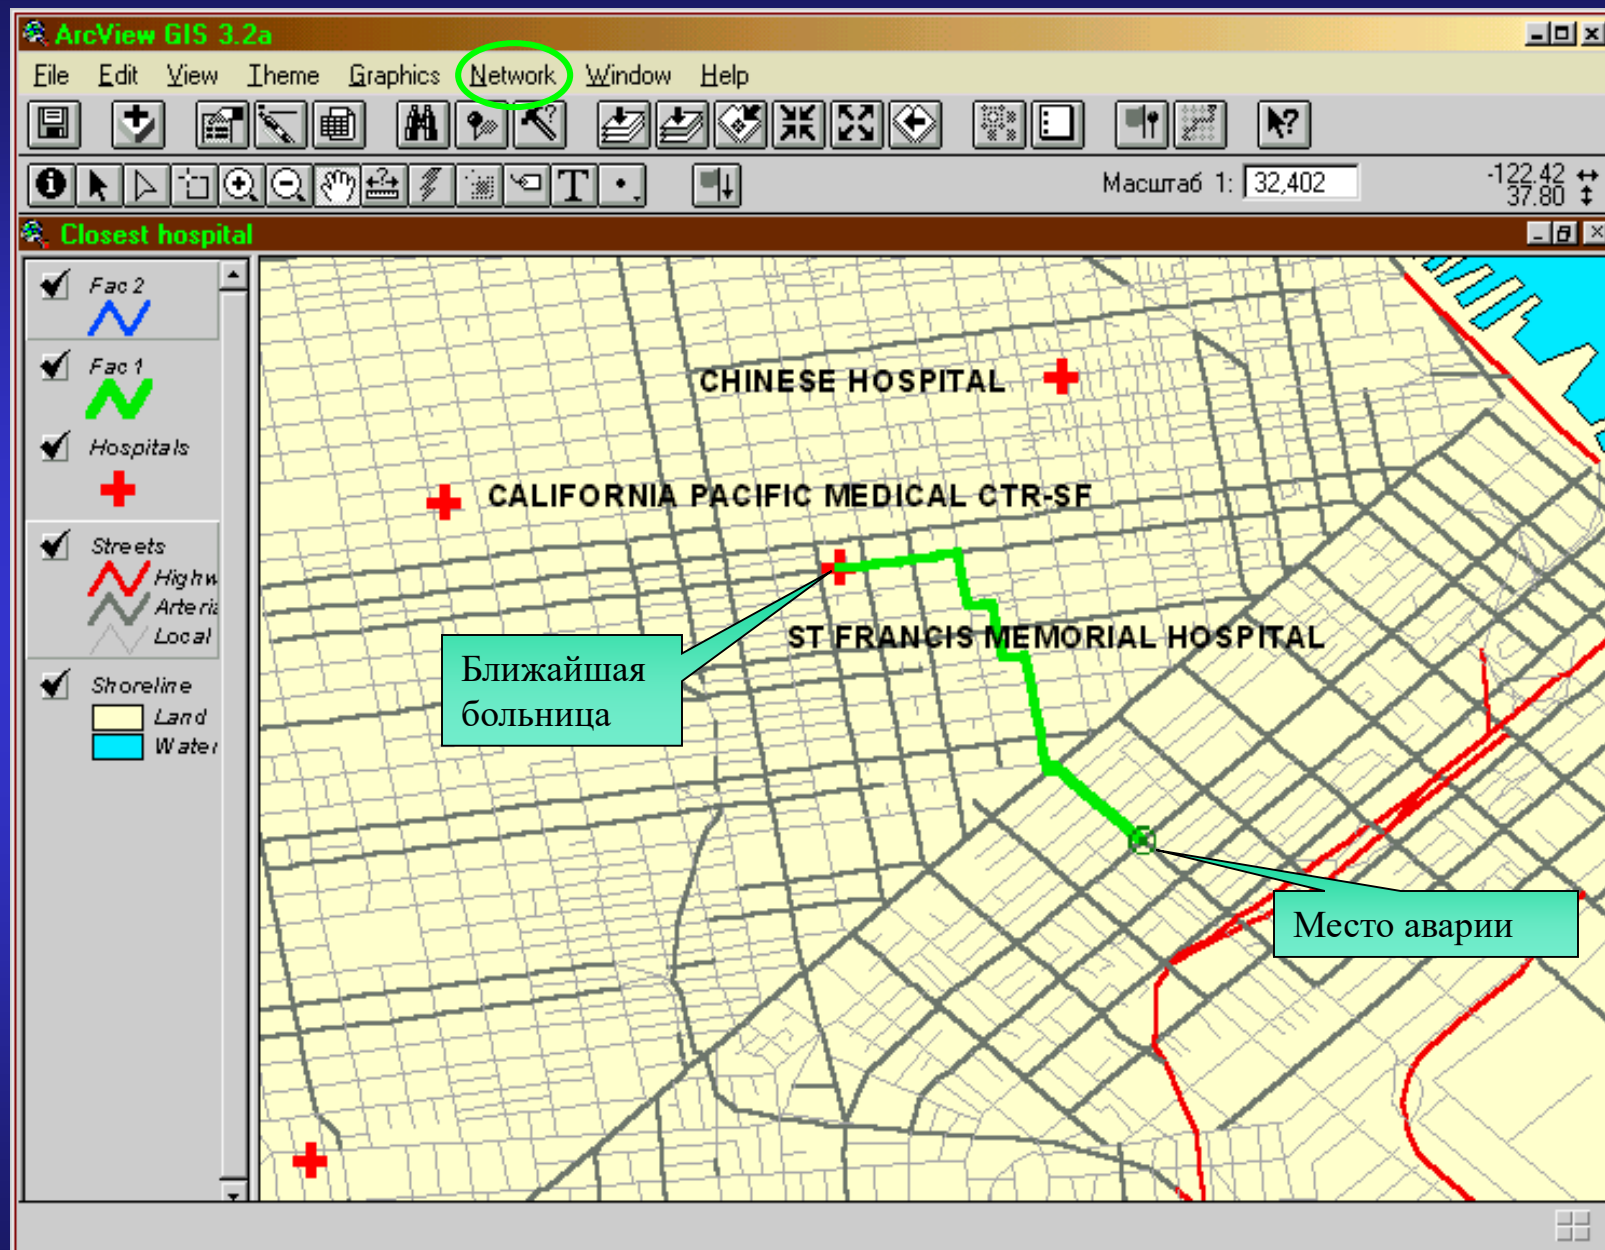 ArcView GIS 3.2a
File Edit View Theme Graphics Network Window Help
Масштаб 1: 32,402
-122.42
37.80
Closest hospital
Fac 2
Fac 1
Hospitals
Streets
Highw
Arteria
Local
Shoreline
Land
Water
CHINESE HOSPITAL
CALIFORNIA PACIFIC MEDICAL CTR-SF
ST FRANCIS MEMORIAL HOSPITAL
Ближайшая
больница
Место аварии